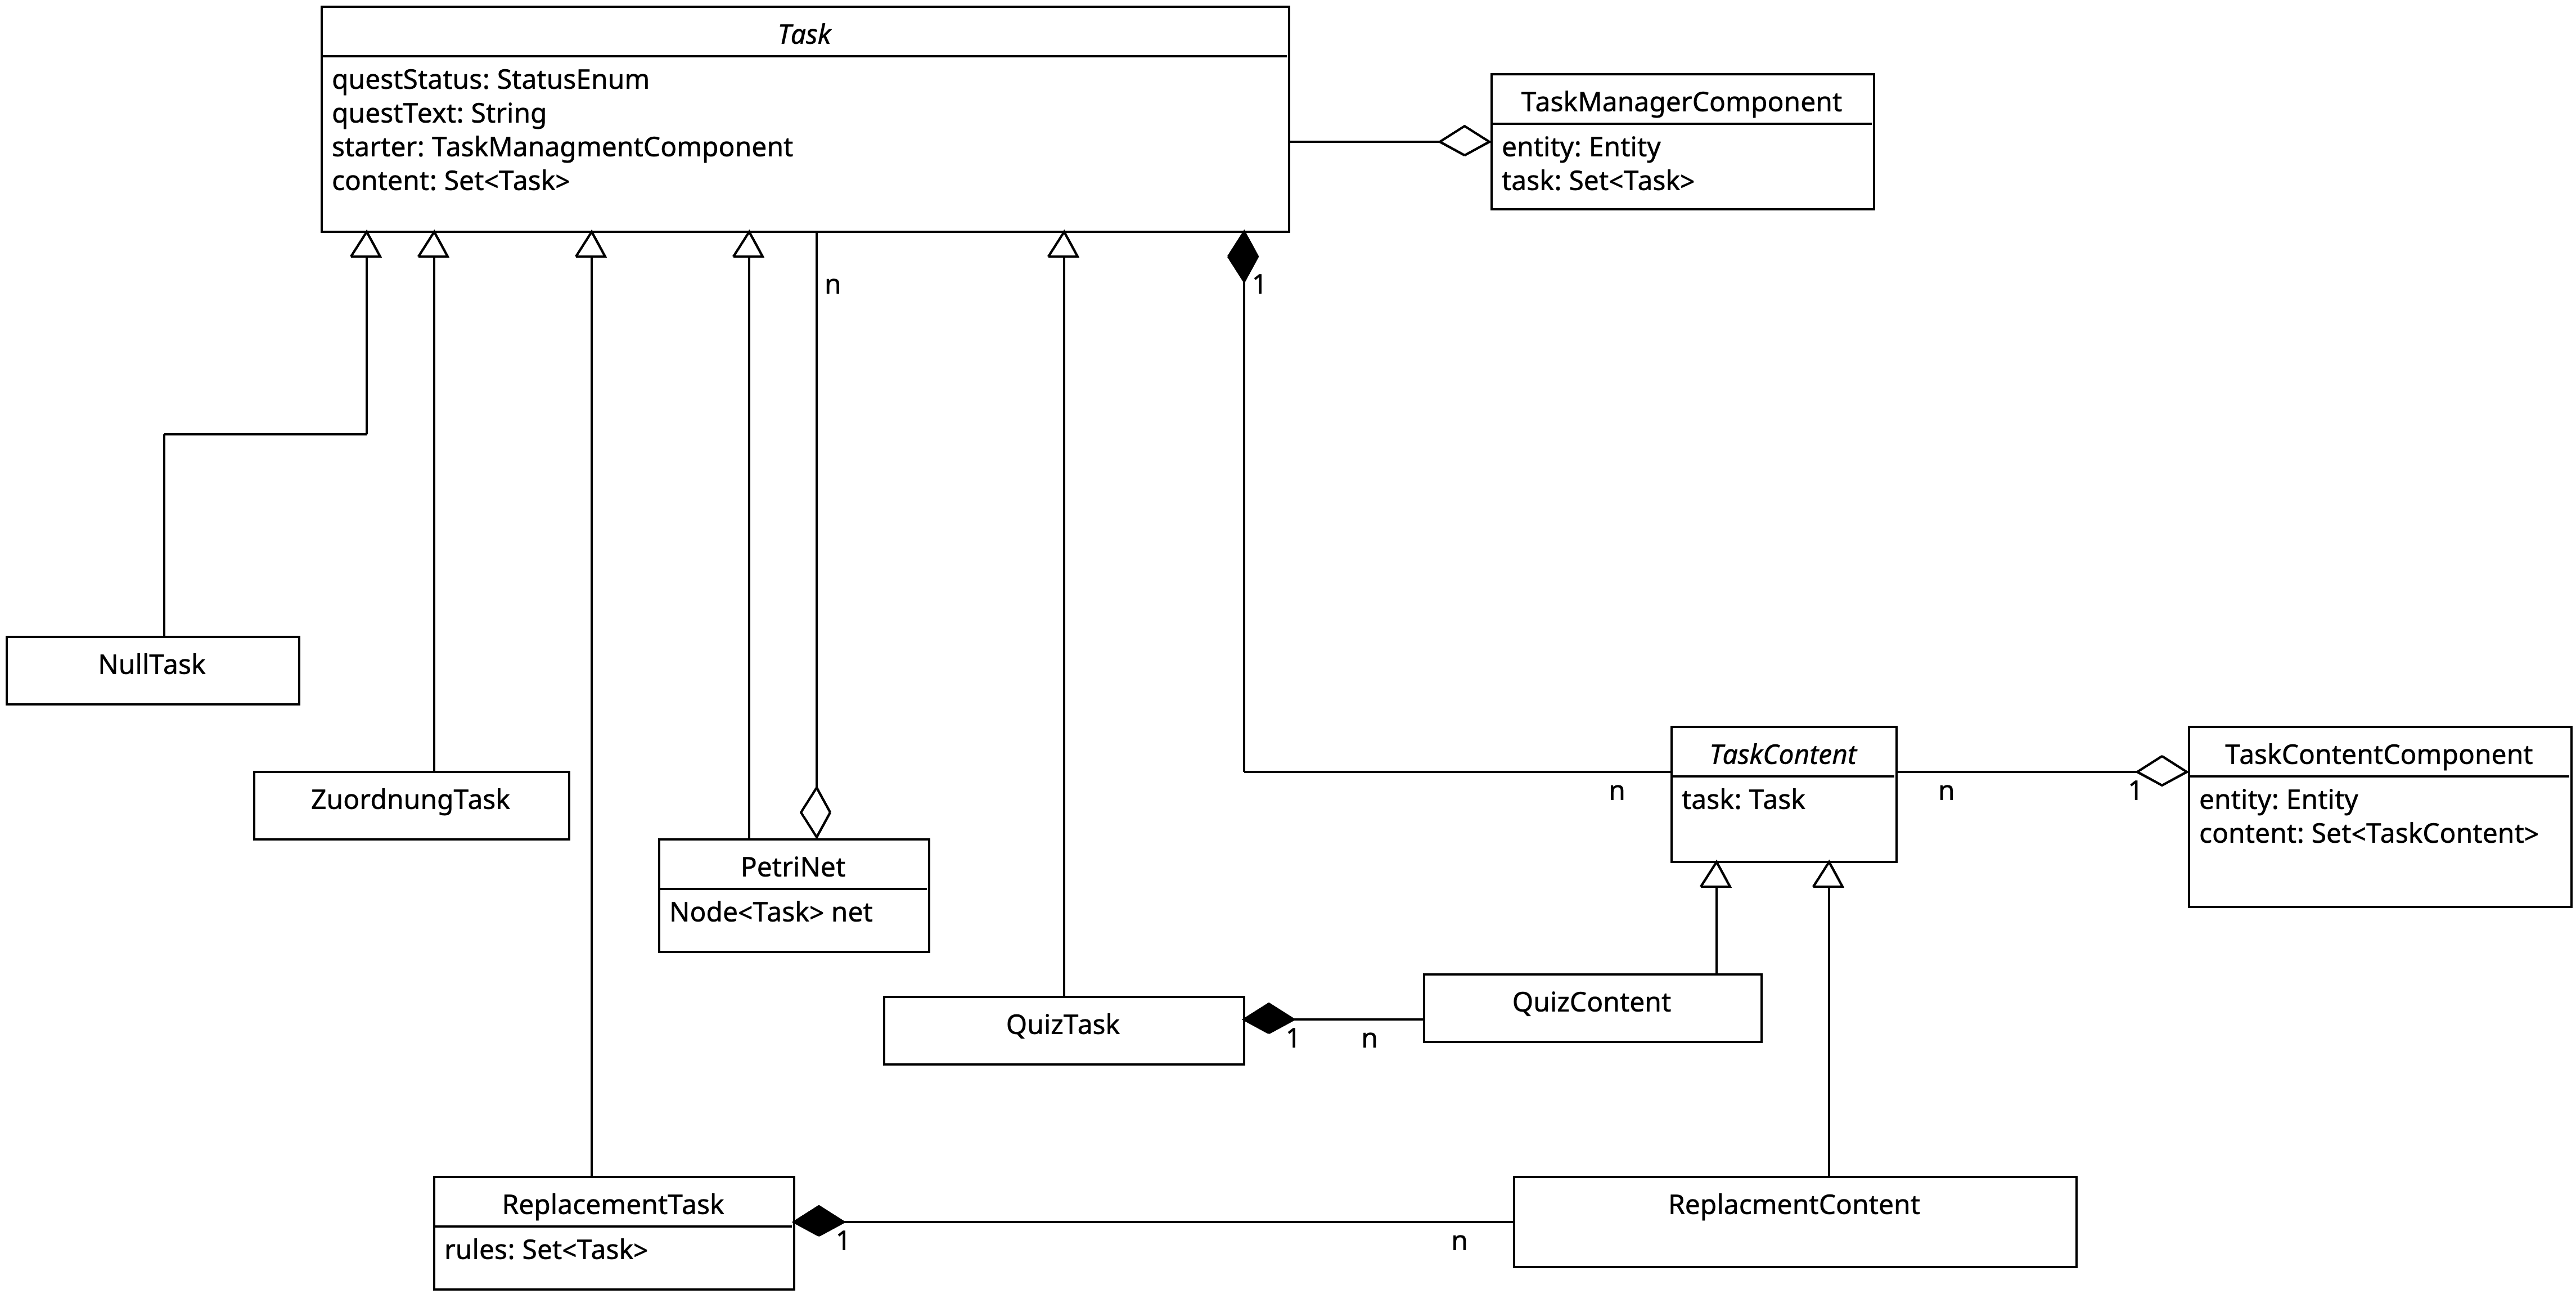 Task
questStatus: StatusEnum
questText: String
starter: TaskManagmentComponent
content: Set<Task>
TaskManagerComponent
entity: Entity
task: Set<Task>
n
1
NullTask
ZuordnungTask
PetriNet
Node<Task> net
TaskContent
task: Task
n
n
1
TaskContentComponent
entity: Entity
content: Set<TaskContent>
QuizTask
1
n
QuizContent
ReplacementTask
rules: Set<Task>
1
n
ReplacmentContent